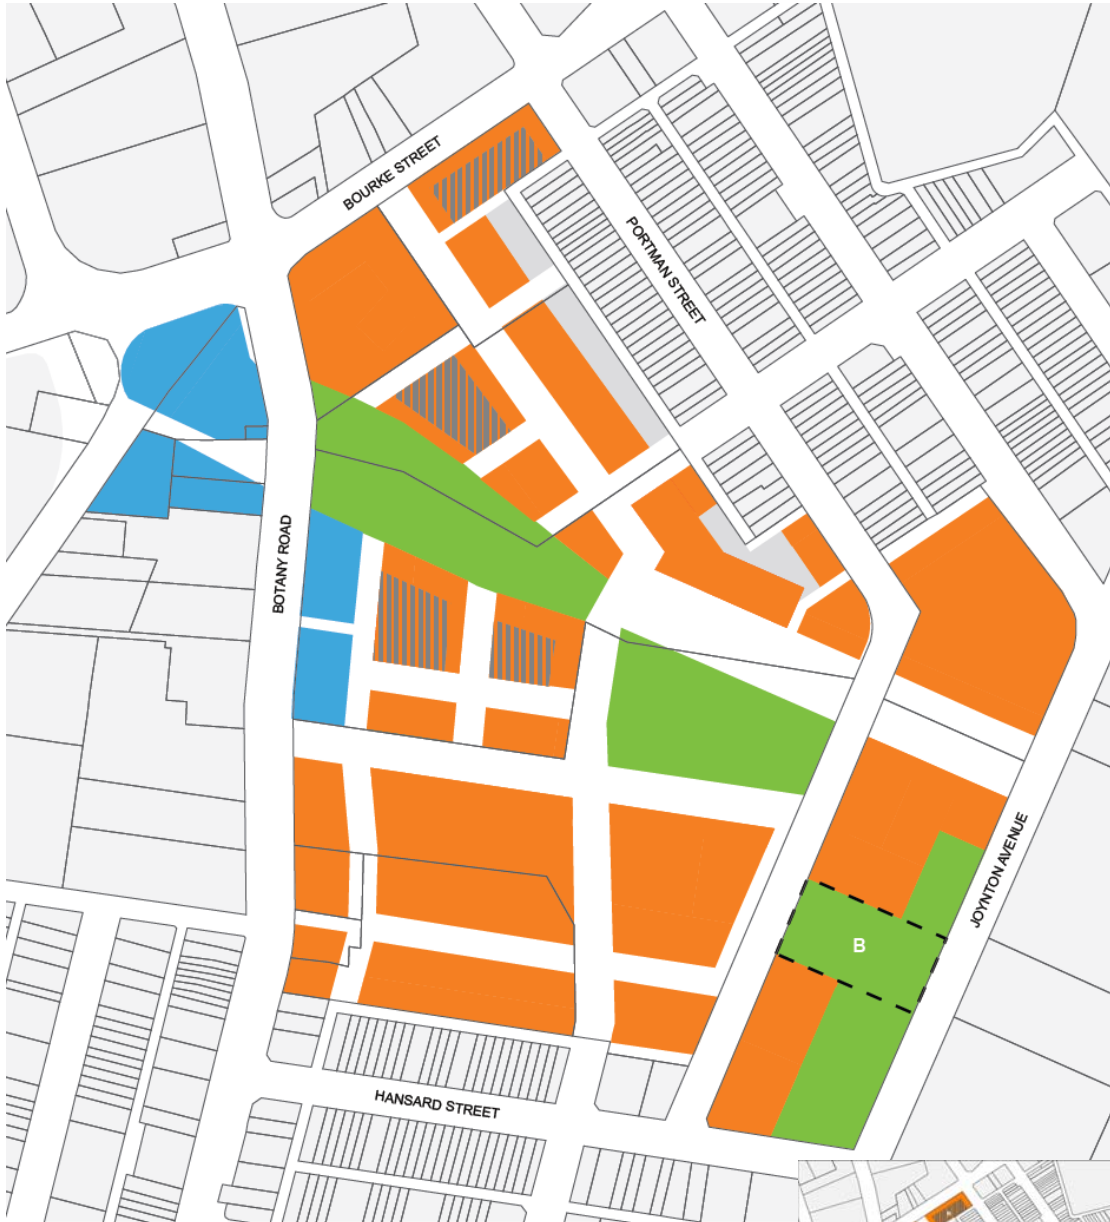 BOURKE STREET
PORTMAN STREET
BOTANY ROAD
JOYNTON AVENUE
B
HANSARD STREET